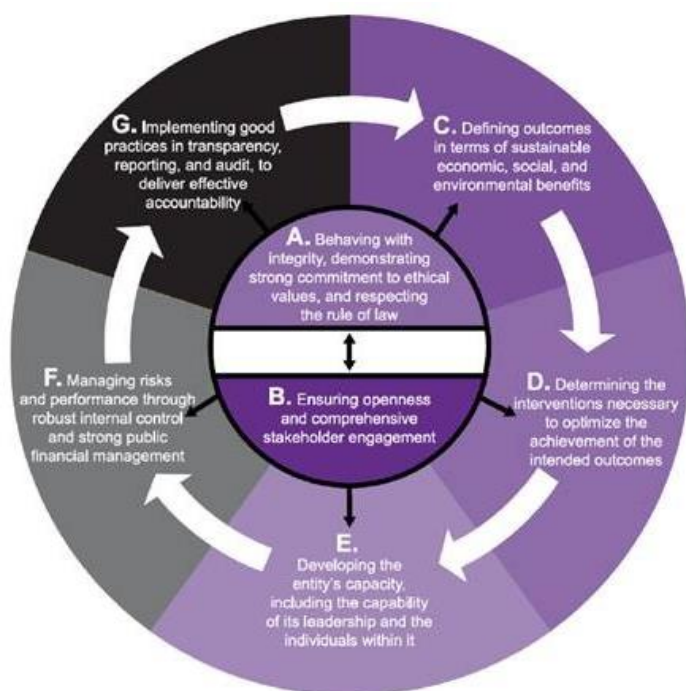 A. Behaving with
integrity, demonstrating
strong commitment to ethical
values, and respecting
the rule of law
B. Ensuring openness
and comprehensive
stakeholder engagement
C. Defining outcomes
in terms of sustainable
economic, social, and
environmental benefits
D. Determining the
interventions necessary
to optimize the
achievement of the
intended outcomes
E.
Developing the
entity's capacity,
including the capability
of its leadership and the
individuals within it
F. Managing risks
and performance through
robust internal control
and strong public
financial management
G. Implementing good
practices in transparency,
reporting, and audit, to
deliver effective
accountability